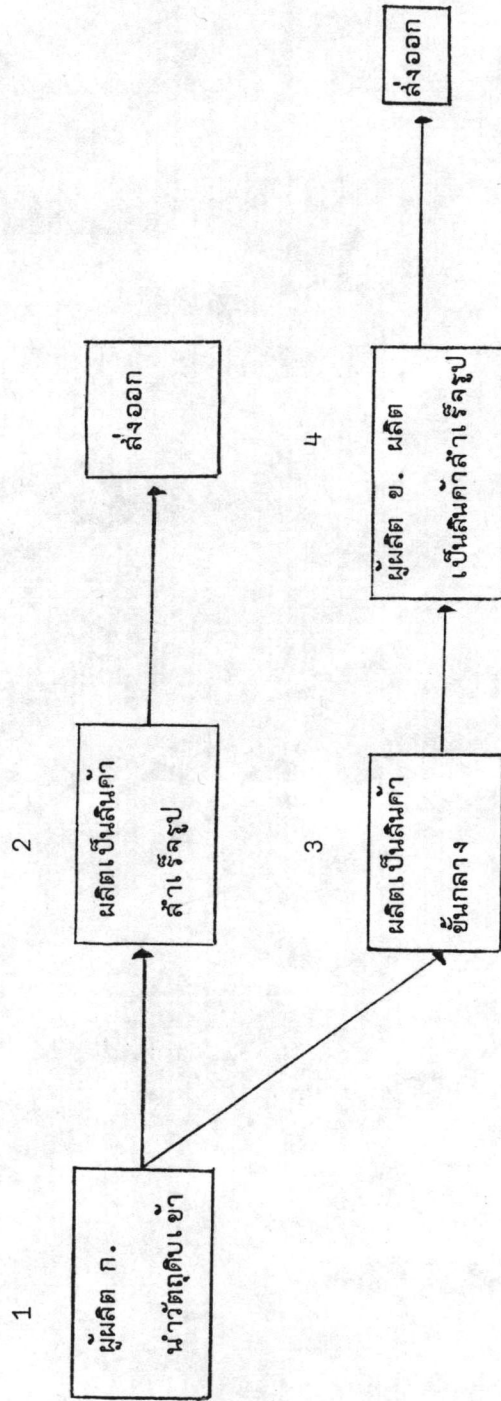 1
ผู้ผลิต ก.
นำวัตถุดิบเข้า
2
ผลิตเป็นสินค้า
สำเร็จรูป
ส่งออก
3
ผลิตเป็นสินค้า
ขั้นกลาง
4
ผู้ผลิต ข. ผลิต
เป็นสินค้าสำเร็จรูป
ส่งออก